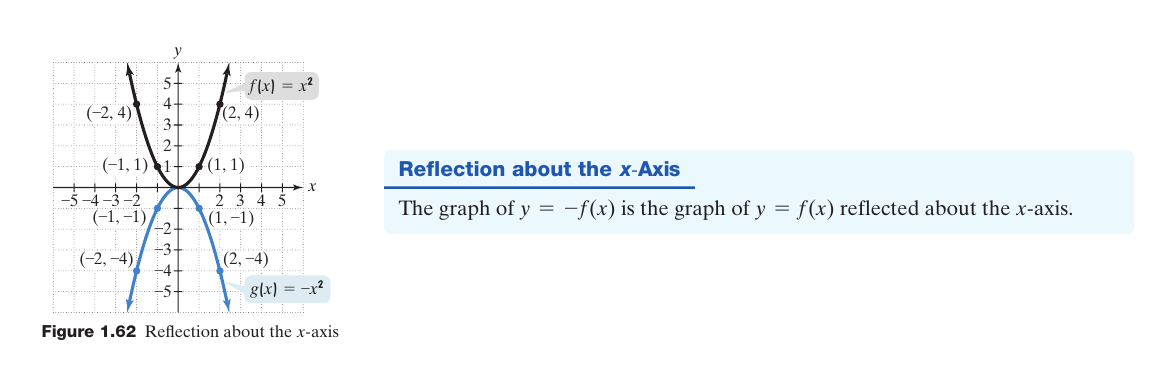 y
f(x) = x²
5
4
(−2, 4)
(2, 4)
3
2
(−1, 1)
1
(1, 1)
x
−5 −4 −3 −2
2 3 4 5
(−1, −1)
(1, −1)
−2
−3
(−2, −4)
(2, −4)
−4
−5
g(x) = −x²
Figure 1.62 Reflection about the x-axis
Reflection about the x-Axis
The graph of y = −f(x) is the graph of y = f(x) reflected about the x-axis.